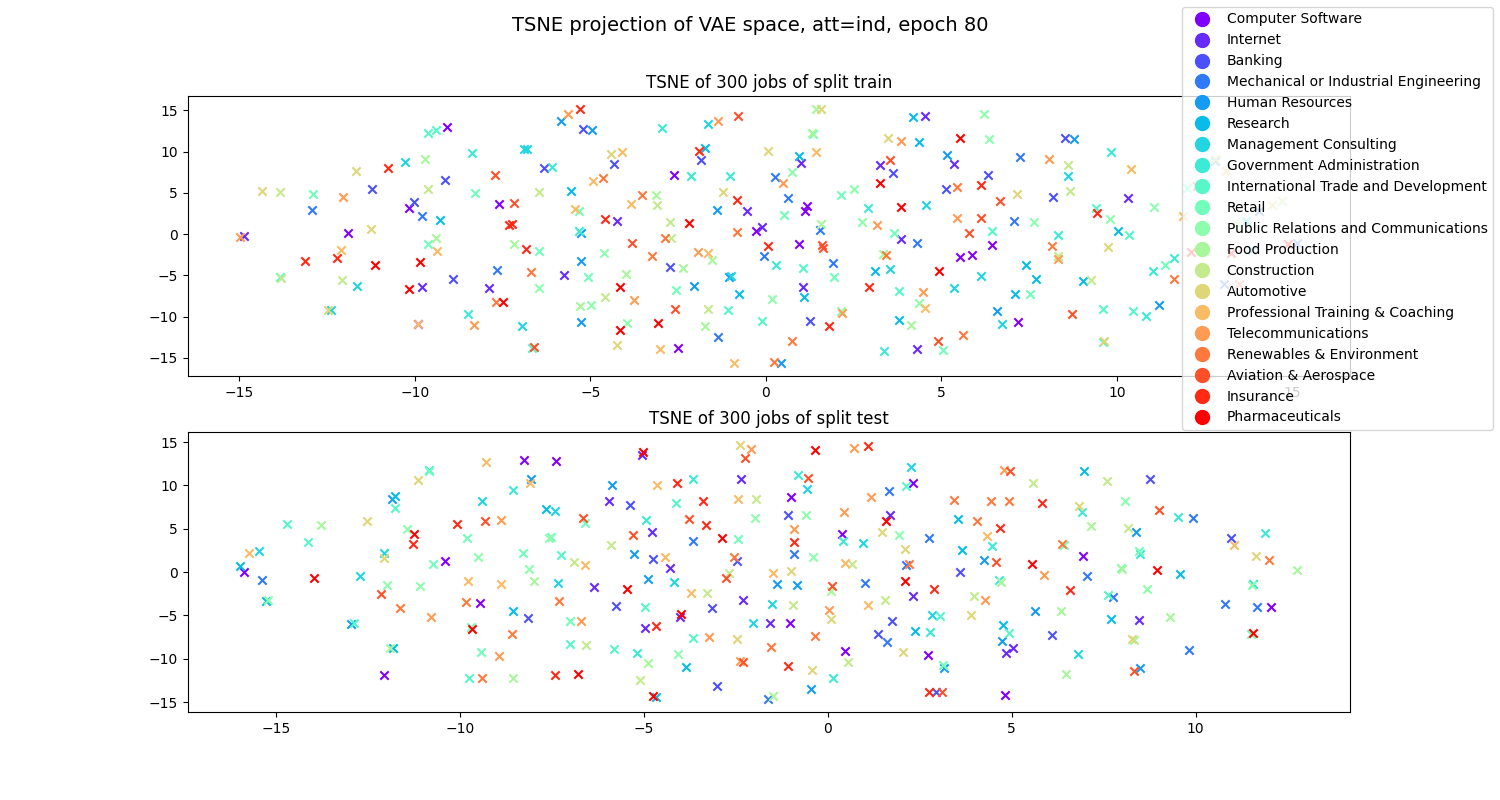 TSNE projection of VAE space, att=ind, epoch 80
Computer Software
Internet
Banking
Mechanical or Industrial Engineering
Human Resources
Research
Management Consulting
Government Administration
International Trade and Development
Retail
Public Relations and Communications
Food Production
Construction
Automotive
Professional Training & Coaching
Telecommunications
Renewables & Environment
Aviation & Aerospace
Insurance
Pharmaceuticals
TSNE of 300 jobs of split train
15
10
5
0
−5
−10
−15
−15 −10 −5 0 5 10 15
TSNE of 300 jobs of split test
15
10
5
0
−5
−10
−15
−15 −10 −5 0 5 10